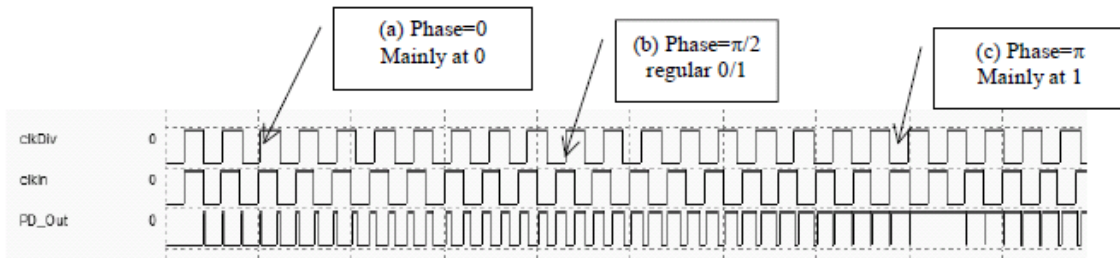 (a) Phase=0
Mainly at 0
(b) Phase=π/2
regular 0/1
(c) Phase=π
Mainly at 1
clkDiv 0
clkIn 0
PD_Out 0